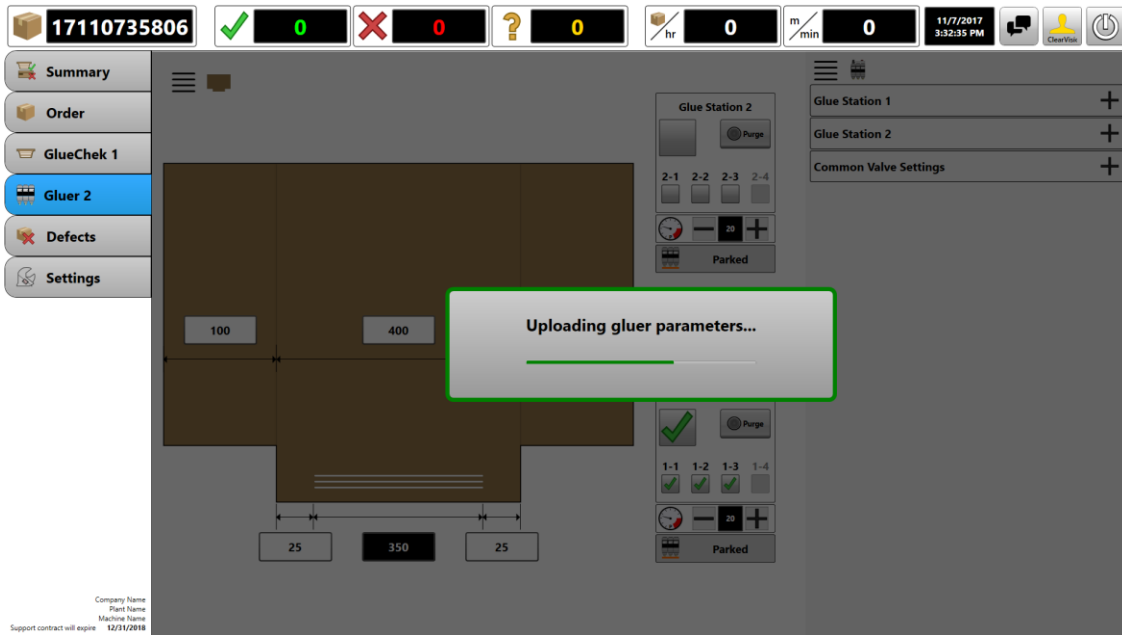 17110735806
0
0
0
/hr
0
m/min
0
11/7/2017
3:32:35 PM
ClearVision
Summary
Order
GlueChek 1
Gluer 2
Defects
Settings
Glue Station 2
Purge
2-1 2-2 2-3 2-4
20
Parked
Glue Station 1
Glue Station 2
Common Valve Settings
100
400
Uploading gluer parameters...
Purge
1-1 1-2 1-3 1-4
20
Parked
25
350
25
Company Name
Plant Name
Machine Name
Support contract will expire 12/31/2018